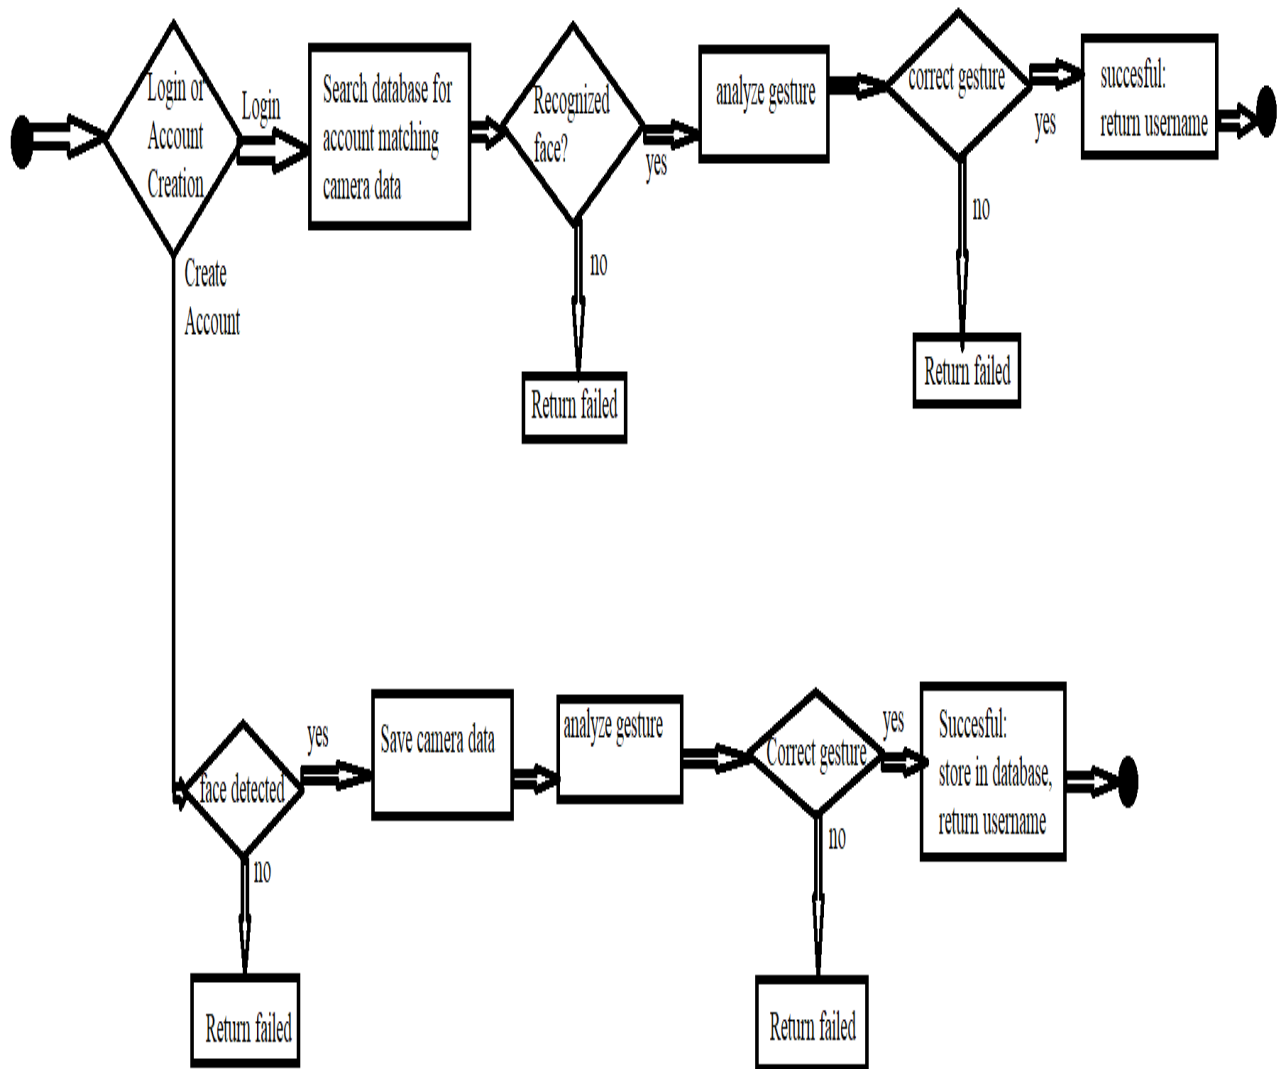 Login or
Account
Creation
Login
Search database for
account matching
camera data
Recognized
face?
yes
analyze gesture
correct gesture
yes
succesful:
return username
no
Return failed
no
Return failed
Create
Account
face detected
yes
Save camera data
analyze gesture
Correct gesture
yes
Succesful:
store in database,
return username
no
Return failed
no
Return failed